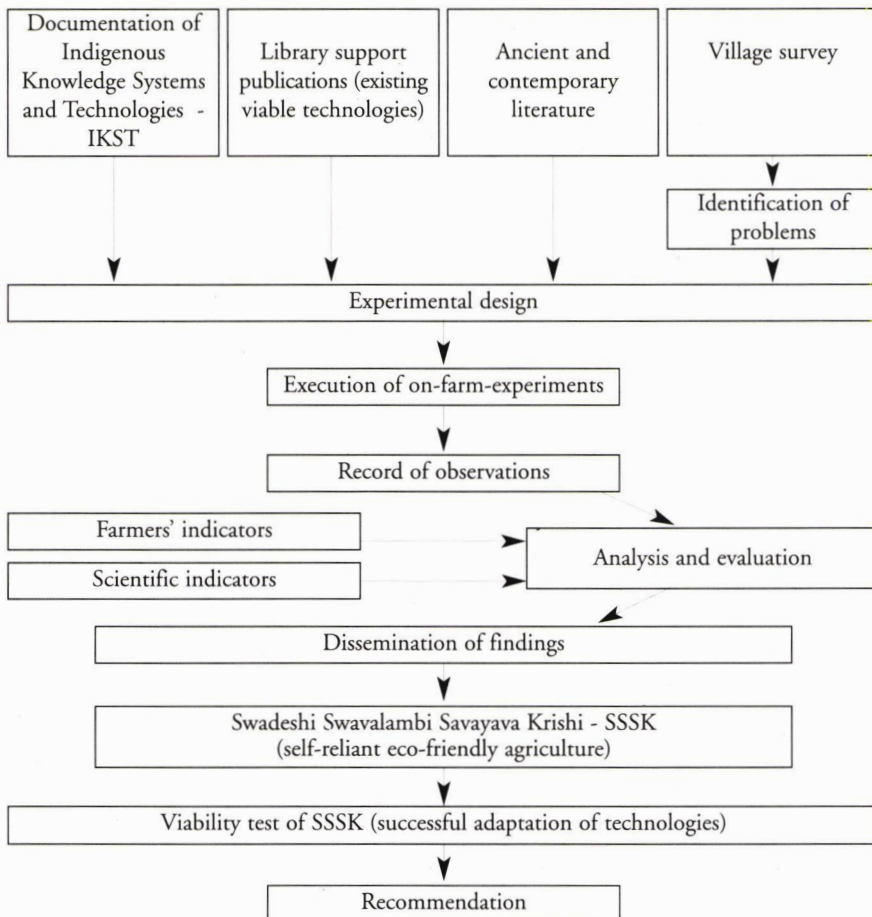 Documentation of
Indigenous
Knowledge Systems
and Technologies -
IKST
Library support
publications (existing
viable technologies)
Ancient and
contemporary
literature
Village survey
Identification of
problems
Experimental design
Execution of on-farm-experiments
Record of observations
Farmers' indicators
Scientific indicators
Analysis and evaluation
Dissemination of findings
Swadeshi Swavalambi Savayava Krishi - SSSK
(self-reliant eco-friendly agriculture)
Viability test of SSSK (successful adaptation of technologies)
Recommendation